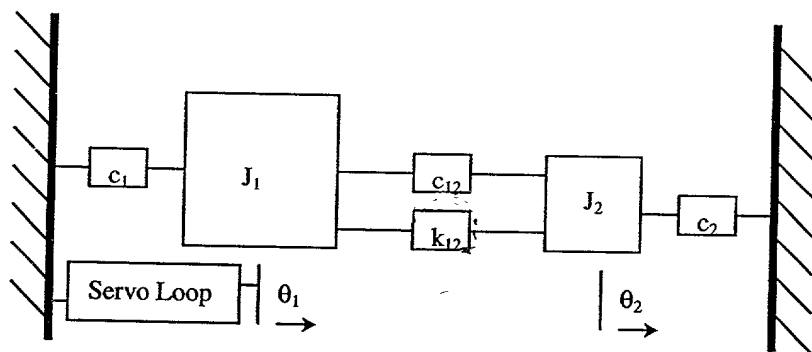 c₁
J₁
c₁₂
k₁₂
J₂
c₂
Servo Loop
θ₁
θ₂